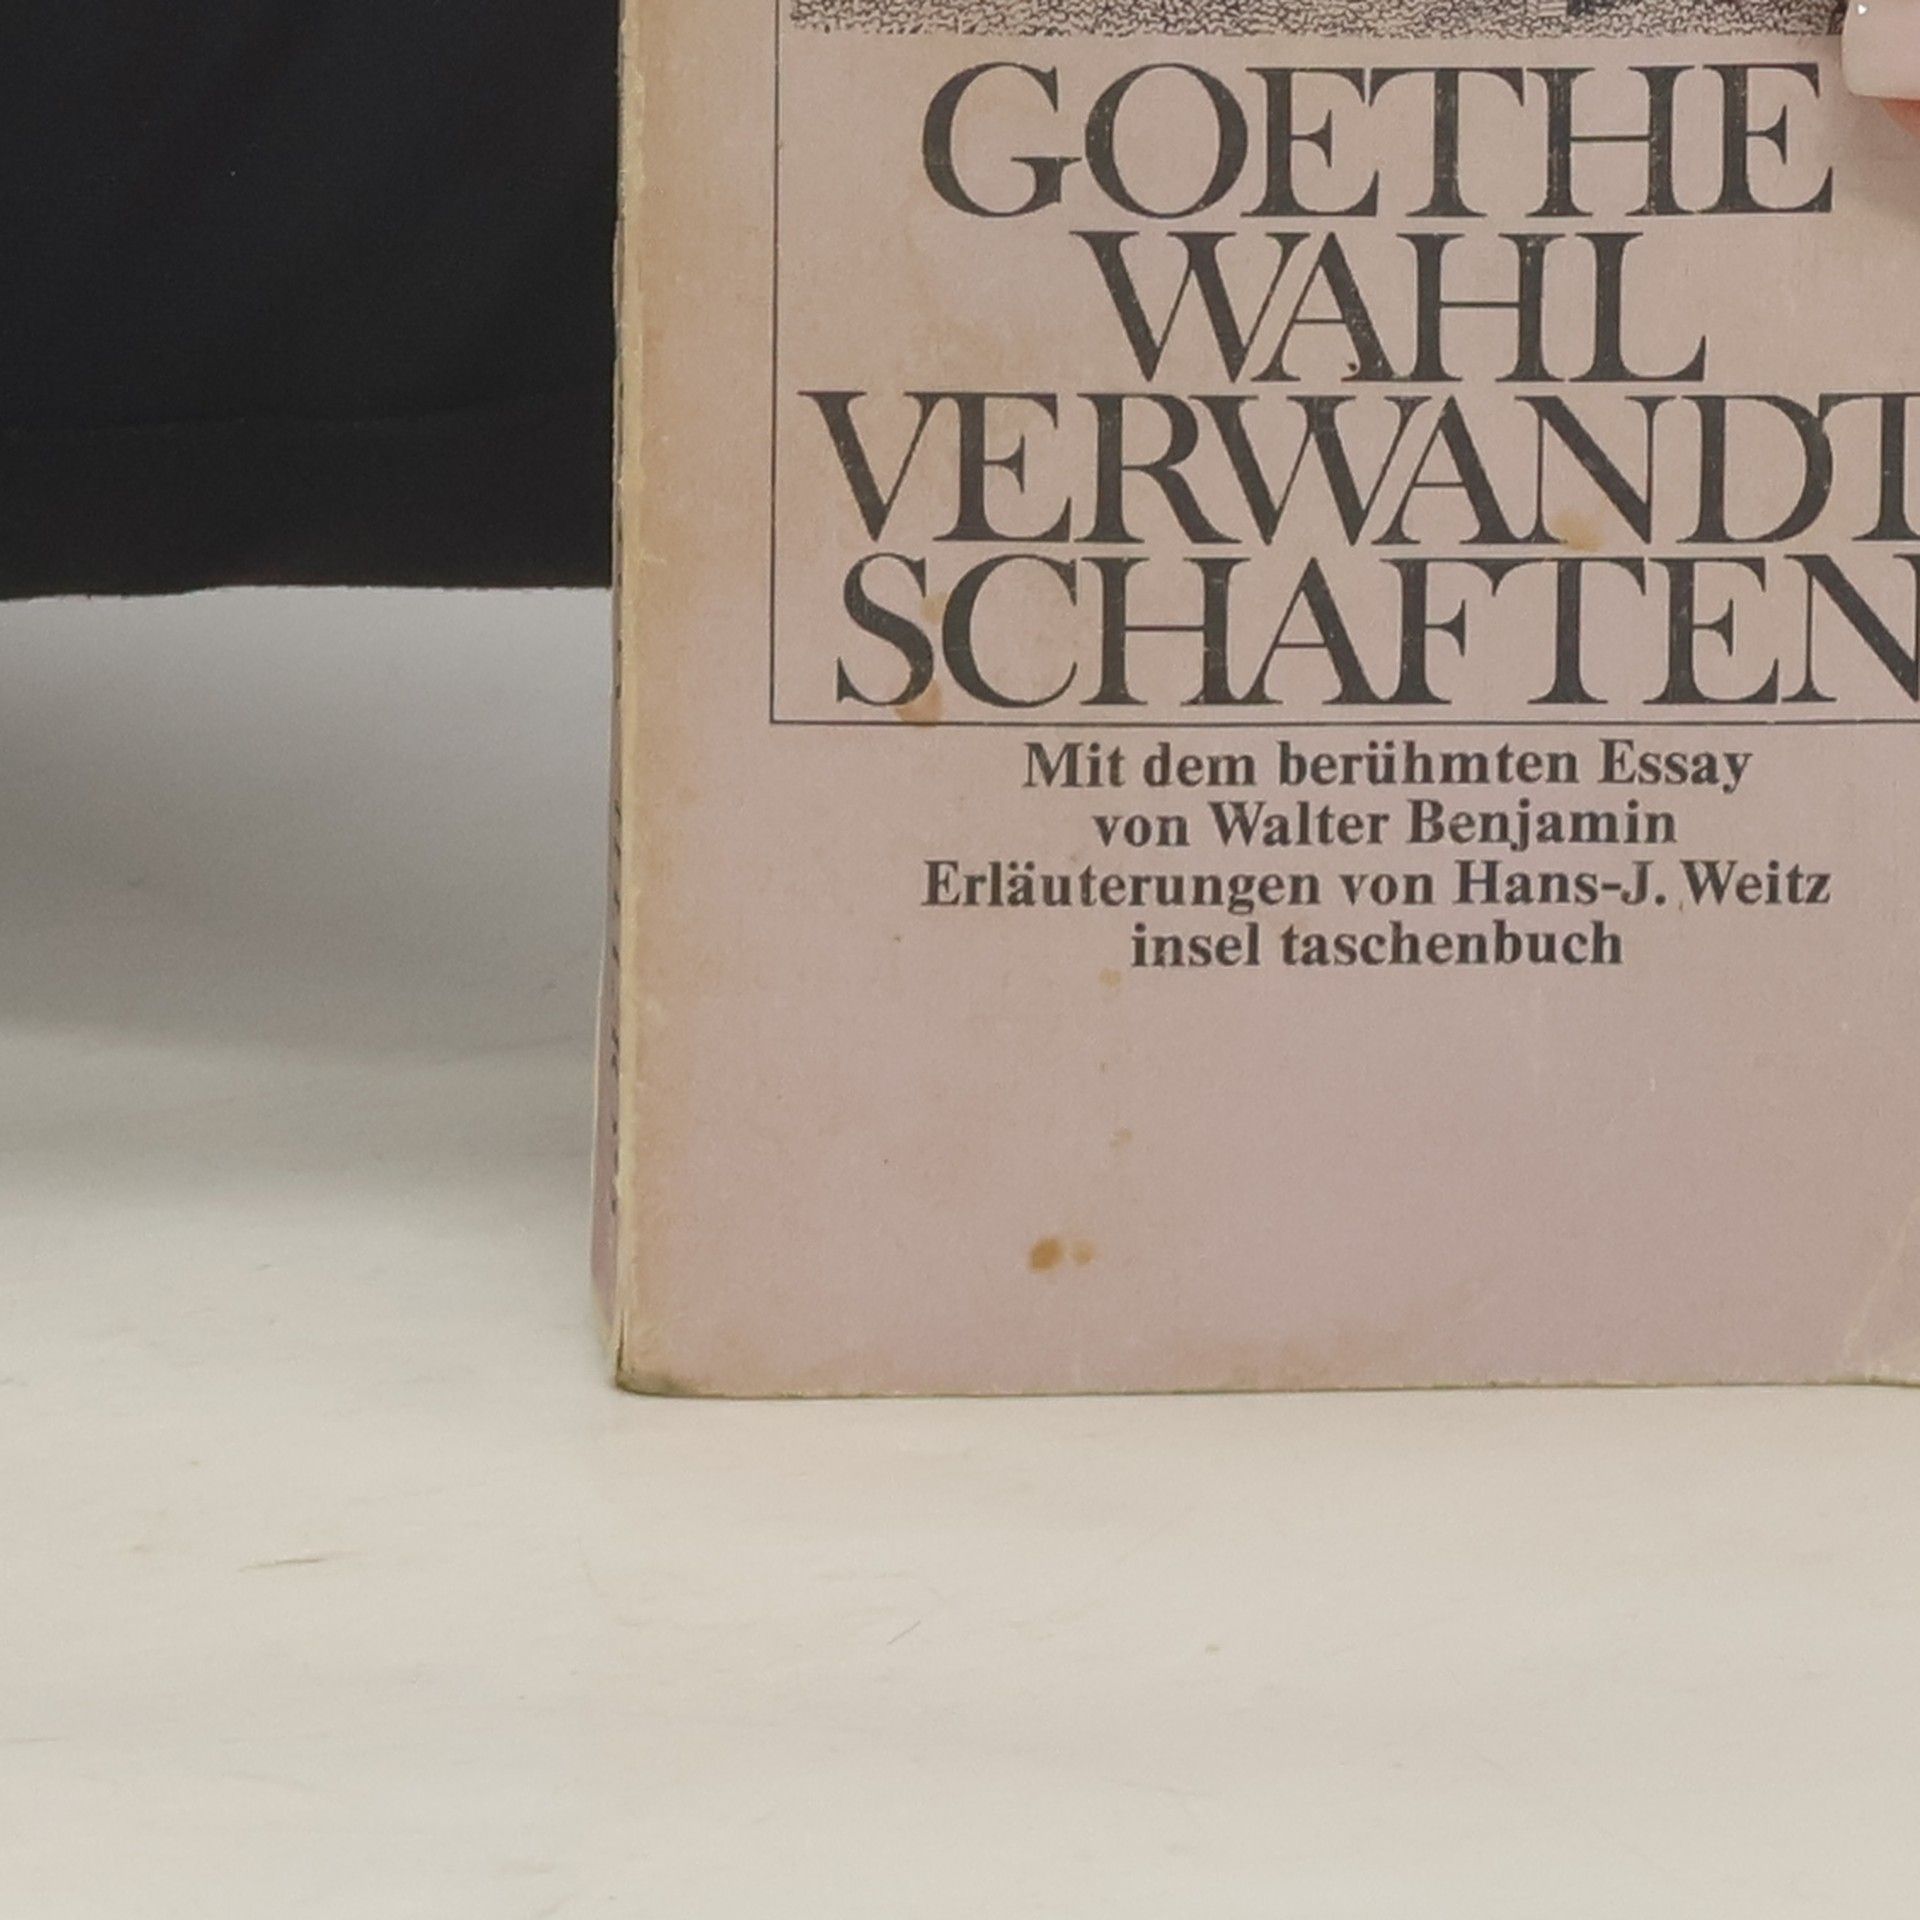 GOETHE
WAHL
VERWANDT
SCHAFTEN
Mit dem berühmten Essay
von Walter Benjamin
Erläuterungen von Hans-J. Weitz
insel taschenbuch